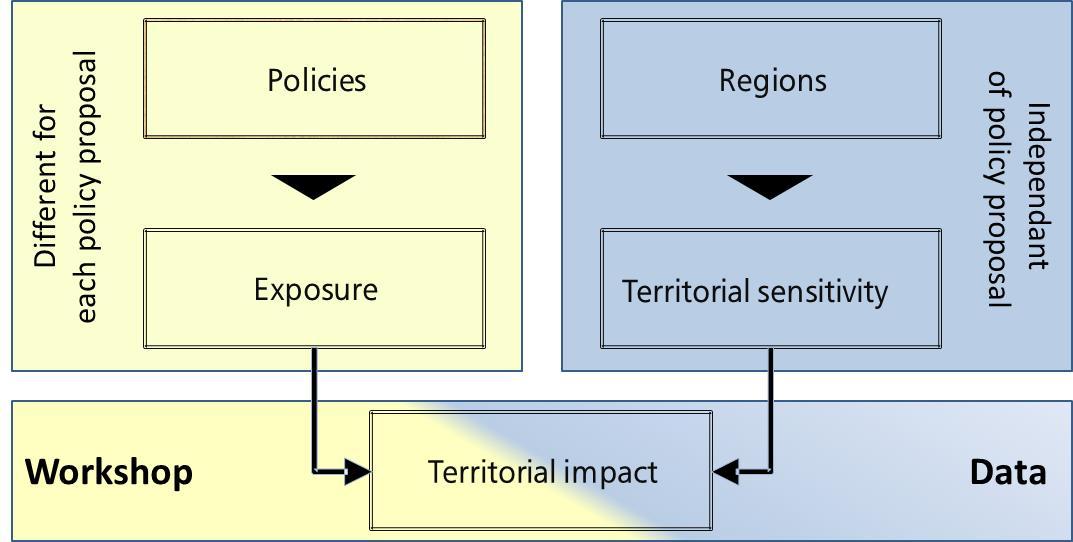 Different for
each policy proposal
Policies
Exposure
Regions
Territorial sensitivity
Independant
of policy proposal
Workshop
Territorial impact
Data